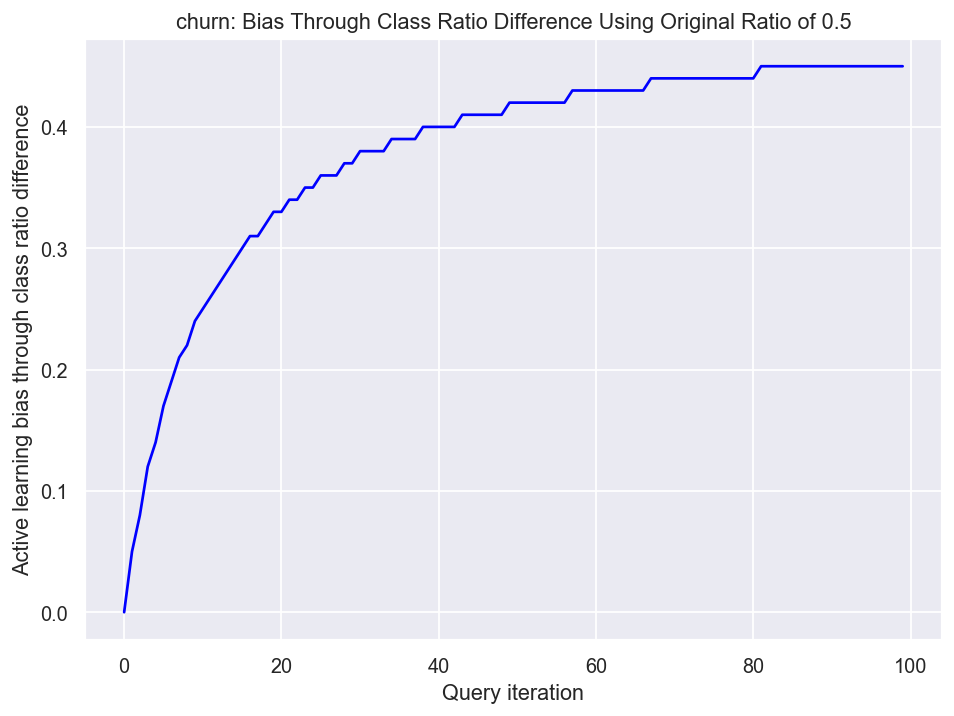 churn: Bias Through Class Ratio Difference Using Original Ratio of 0.5
Active learning bias through class ratio difference
0.4
0.3
0.2
0.1
0.0
0 20 40 60 80 100
Query iteration